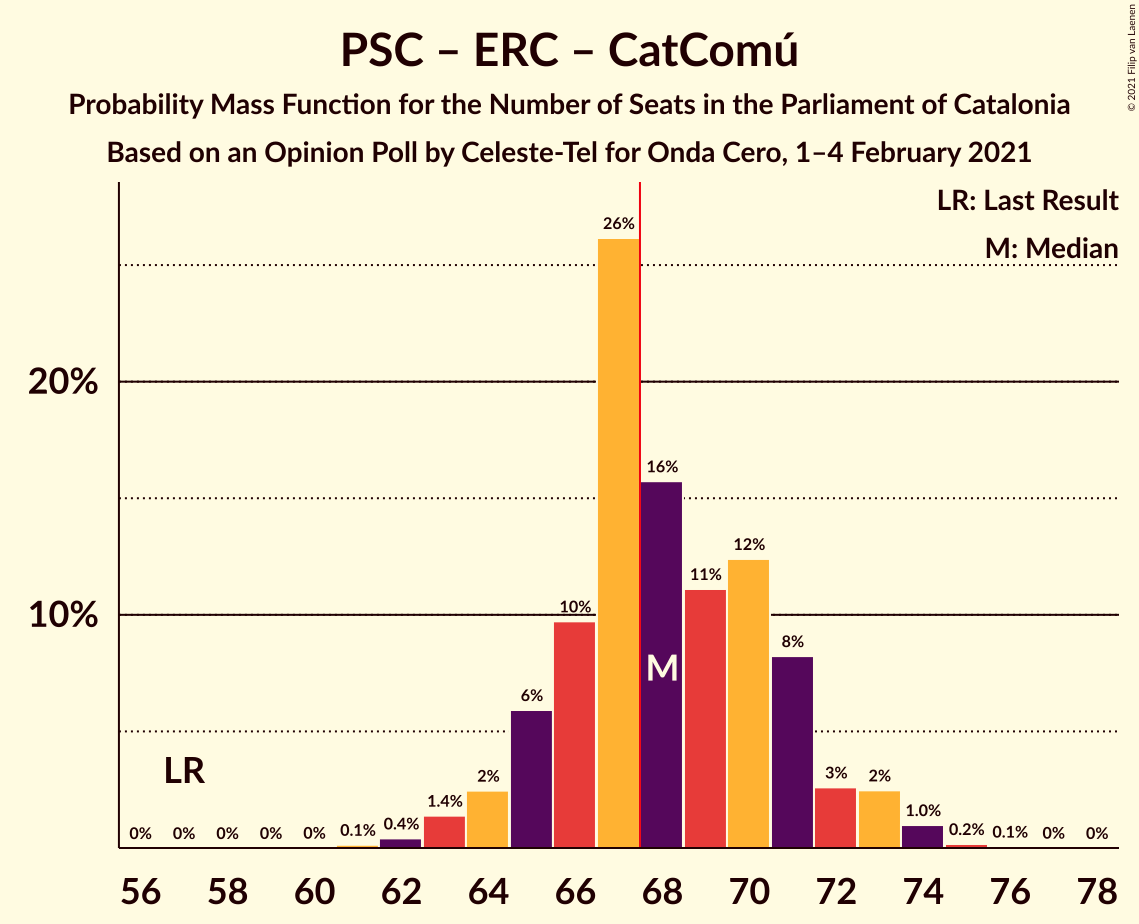 PSC – ERC – CatComú
Probability Mass Function for the Number of Seats in the Parliament of Catalonia
Based on an Opinion Poll by Celeste-Tel for Onda Cero, 1–4 February 2021
© 2021 Filip van Laenen
LR: Last Result
M: Median
20%
10%
0%
0%
0%
0%
0%
0.1%
0.4%
1.4%
2%
6%
10%
26%
16%
11%
12%
8%
3%
2%
1.0%
0.2%
0.1%
0%
0%
LR
M
56 58 60 62 64 66 68 70 72 74 76 78